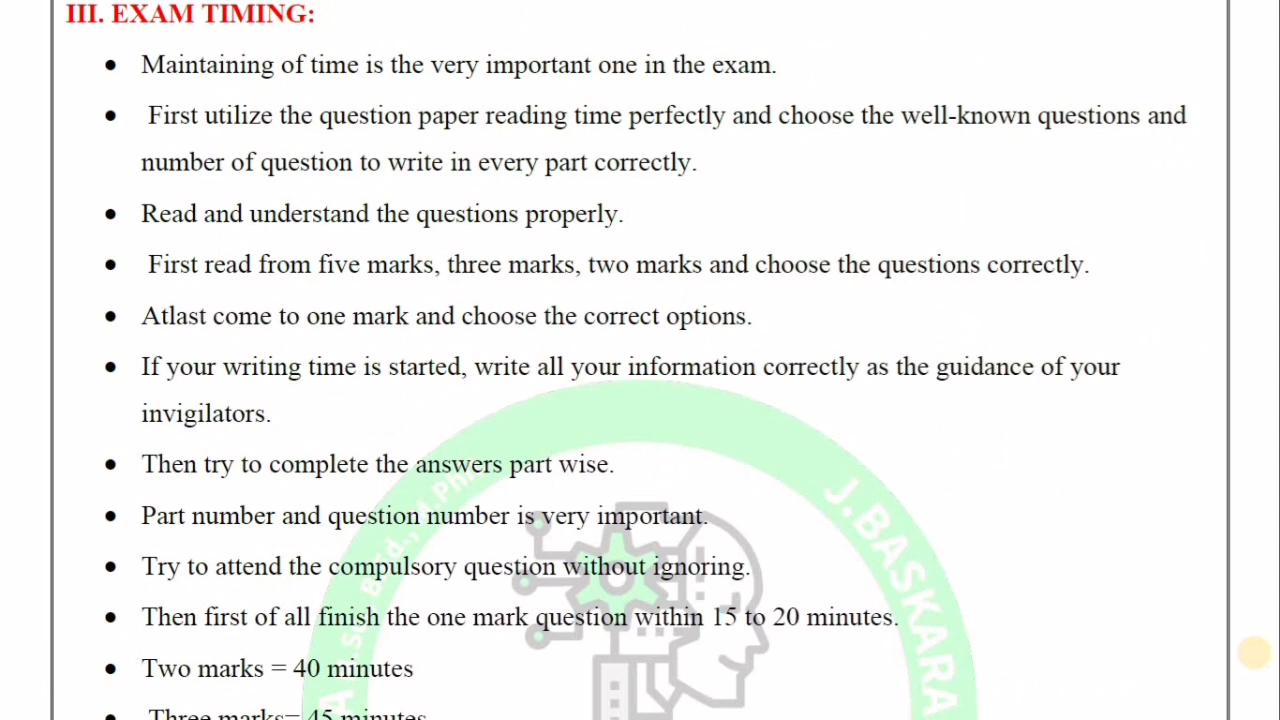 III. EXAM TIMING:
• Maintaining of time is the very important one in the exam.
• First utilize the question paper reading time perfectly and choose the well-known questions and
number of question to write in every part correctly.
• Read and understand the questions properly.
• First read from five marks, three marks, two marks and choose the questions correctly.
• Atlast come to one mark and choose the correct options.
• If your writing time is started, write all your information correctly as the guidance of your
invigilators.
• Then try to complete the answers part wise.
• Part number and question number is very important.
• Try to attend the compulsory question without ignoring.
• Then first of all finish the one mark question within 15 to 20 minutes.
• Two marks = 40 minutes
• Three marks= 45 minutes
J.BASKARA